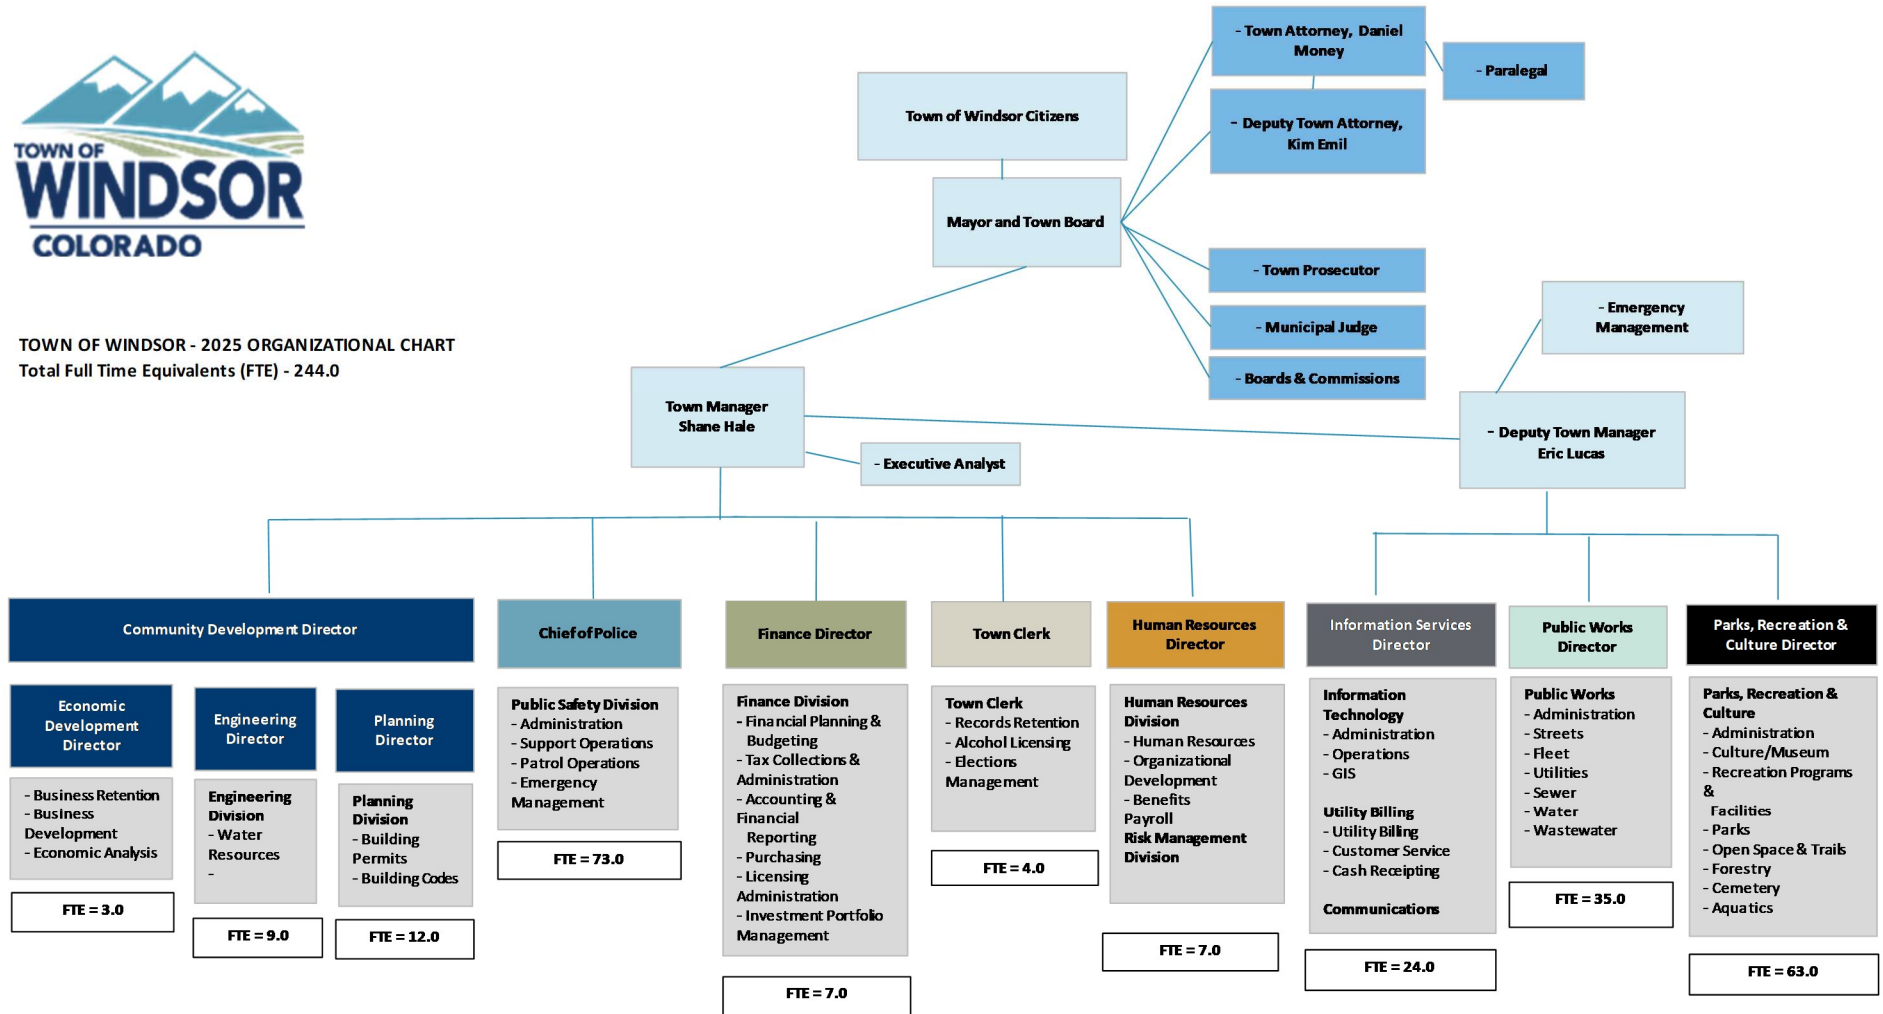 TOWN OF
WINDSOR
COLORADO
TOWN OF WINDSOR - 2025 ORGANIZATIONAL CHART
Total Full Time Equivalents (FTE) - 244.0
Town of Windsor Citizens
Mayor and Town Board
- Town Attorney, Daniel
Money
- Paralegal
- Deputy Town Attorney,
Kim Emil
- Town Prosecutor
- Municipal Judge
- Boards & Commissions
- Emergency
Management
Town Manager
Shane Hale
- Executive Analyst
- Deputy Town Manager
Eric Lucas
Community Development Director
Economic
Development
Director
- Business Retention
- Business
Development
- Economic Analysis
FTE = 3.0
Engineering
Director
Engineering
Division
- Water
Resources
-
FTE = 9.0
Planning
Director
Planning
Division
- Building
Permits
- Building Codes
FTE = 12.0
Chief of Police
Public Safety Division
- Administration
- Support Operations
- Patrol Operations
- Emergency
Management
FTE = 73.0
Finance Director
Finance Division
- Financial Planning &
Budgeting
- Tax Collections &
Administration
- Accounting &
Financial
Reporting
- Purchasing
- Licensing
Administration
- Investment Portfolio
Management
FTE = 7.0
Town Clerk
Town Clerk
- Records Retention
- Alcohol Licensing
- Elections
Management
FTE = 4.0
Human Resources
Director
Human Resources
Division
- Human Resources
- Organizational
Development
- Benefits
Payroll
Risk Management
Division
FTE = 7.0
Information Services
Director
Information
Technology
- Administration
- Operations
- GIS
Utility Billing
- Utility Billing
- Customer Service
- Cash Receipting
Communications
FTE = 24.0
Public Works
Director
Public Works
- Administration
- Streets
- Fleet
- Utilities
- Sewer
- Water
- Wastewater
FTE = 35.0
Parks, Recreation &
Culture Director
Parks, Recreation &
Culture
- Administration
- Culture/Museum
- Recreation Programs
&
Facilities
- Parks
- Open Space & Trails
- Forestry
- Cemetery
- Aquatics
FTE = 63.0